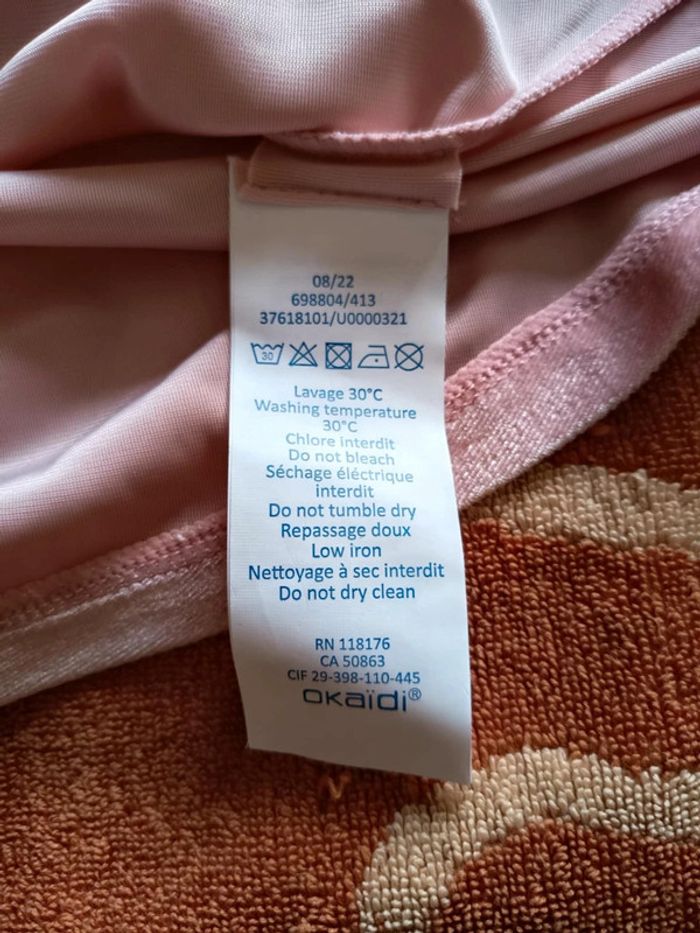 08/22
698804/413
37618101/U0000321
30
Lavage 30°C
Washing temperature
30°C
Chlore interdit
Do not bleach
Séchage éléctrique
interdit
Do not tumble dry
Repassage doux
Low iron
Nettoyage à sec interdit
Do not dry clean
RN 118176
CA 50863
CIF 29-398-110-445
okaïdi®